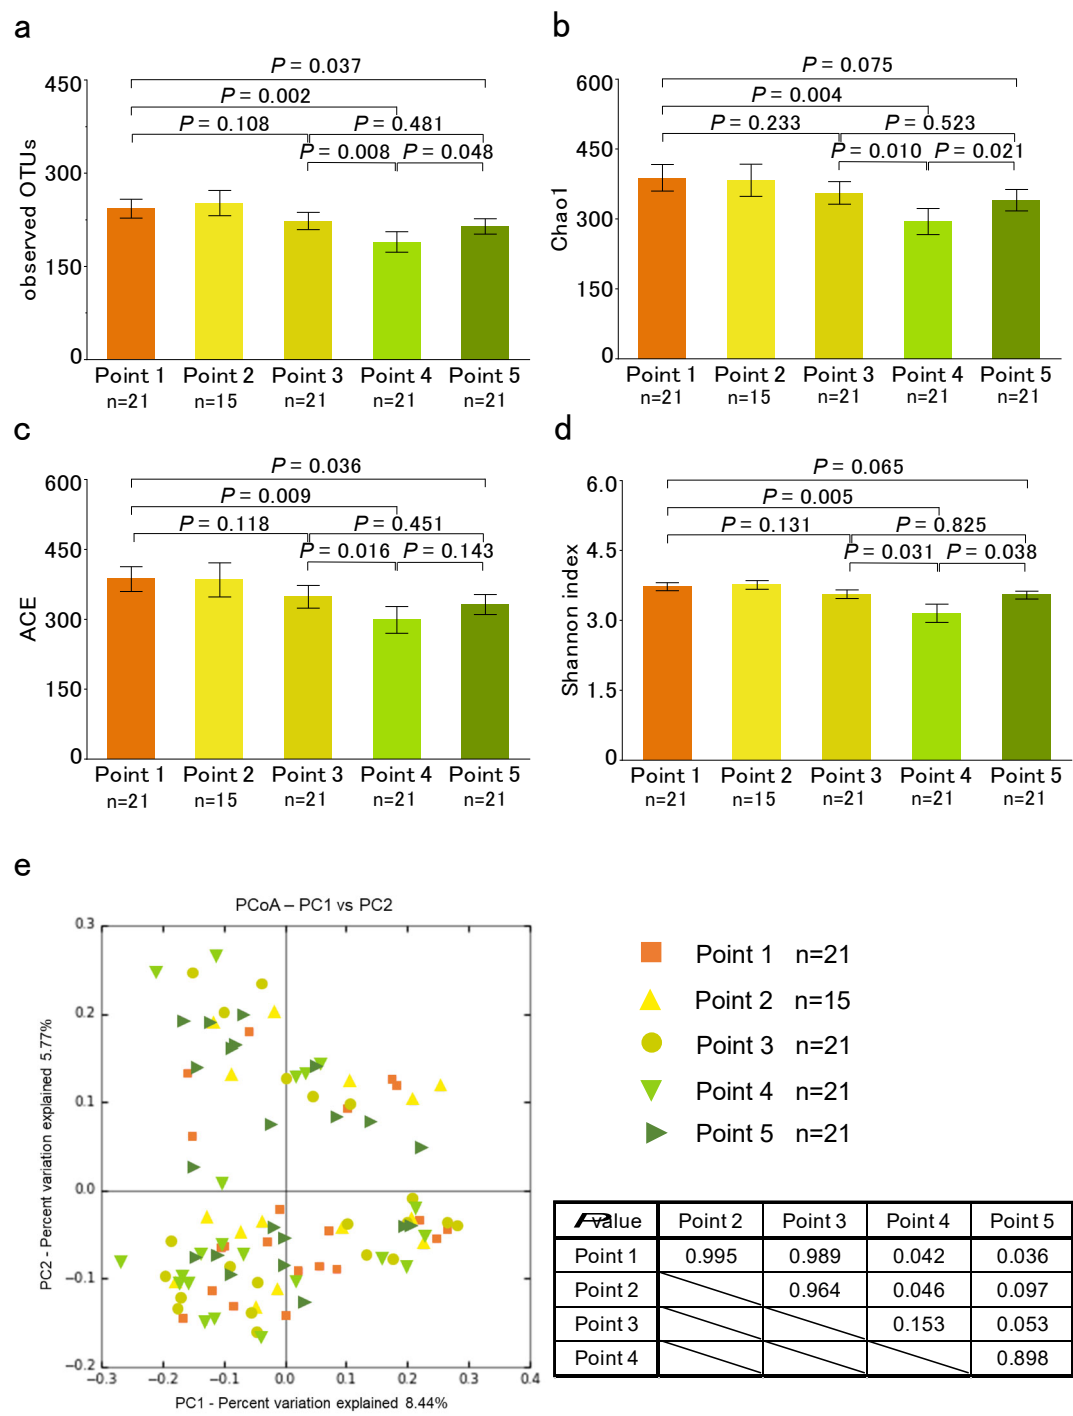 a
P = 0.037
P = 0.002
P = 0.108
P = 0.481
P = 0.008
P = 0.048
observed OTUs
450
300
150
0
Point 1 Point 2 Point 3 Point 4 Point 5
n=21 n=15 n=21 n=21 n=21
b
P = 0.075
P = 0.004
P = 0.233
P = 0.523
P = 0.010
P = 0.021
Chao1
600
450
300
150
0
Point 1 Point 2 Point 3 Point 4 Point 5
n=21 n=15 n=21 n=21 n=21
c
P = 0.036
P = 0.009
P = 0.118
P = 0.451
P = 0.016
P = 0.143
ACE
600
450
300
150
0
Point 1 Point 2 Point 3 Point 4 Point 5
n=21 n=15 n=21 n=21 n=21
d
P = 0.065
P = 0.005
P = 0.131
P = 0.825
P = 0.031
P = 0.038
Shannon index
6.0
4.5
3.0
1.5
0
Point 1 Point 2 Point 3 Point 4 Point 5
n=21 n=15 n=21 n=21 n=21
e
PCoA – PC1 vs PC2
PC2 - Percent variation explained 5.77%
0.3
0.2
0.1
0.0
−0.1
−0.2
−0.3 −0.2 −0.1 0.0 0.1 0.2 0.3 0.4
PC1 - Percent variation explained 8.44%
Point 1 n=21
Point 2 n=15
Point 3 n=21
Point 4 n=21
Point 5 n=21
P value Point 2 Point 3 Point 4 Point 5
Point 1 0.995 0.989 0.042 0.036
Point 2 0.964 0.046 0.097
Point 3 0.153 0.053
Point 4 0.898